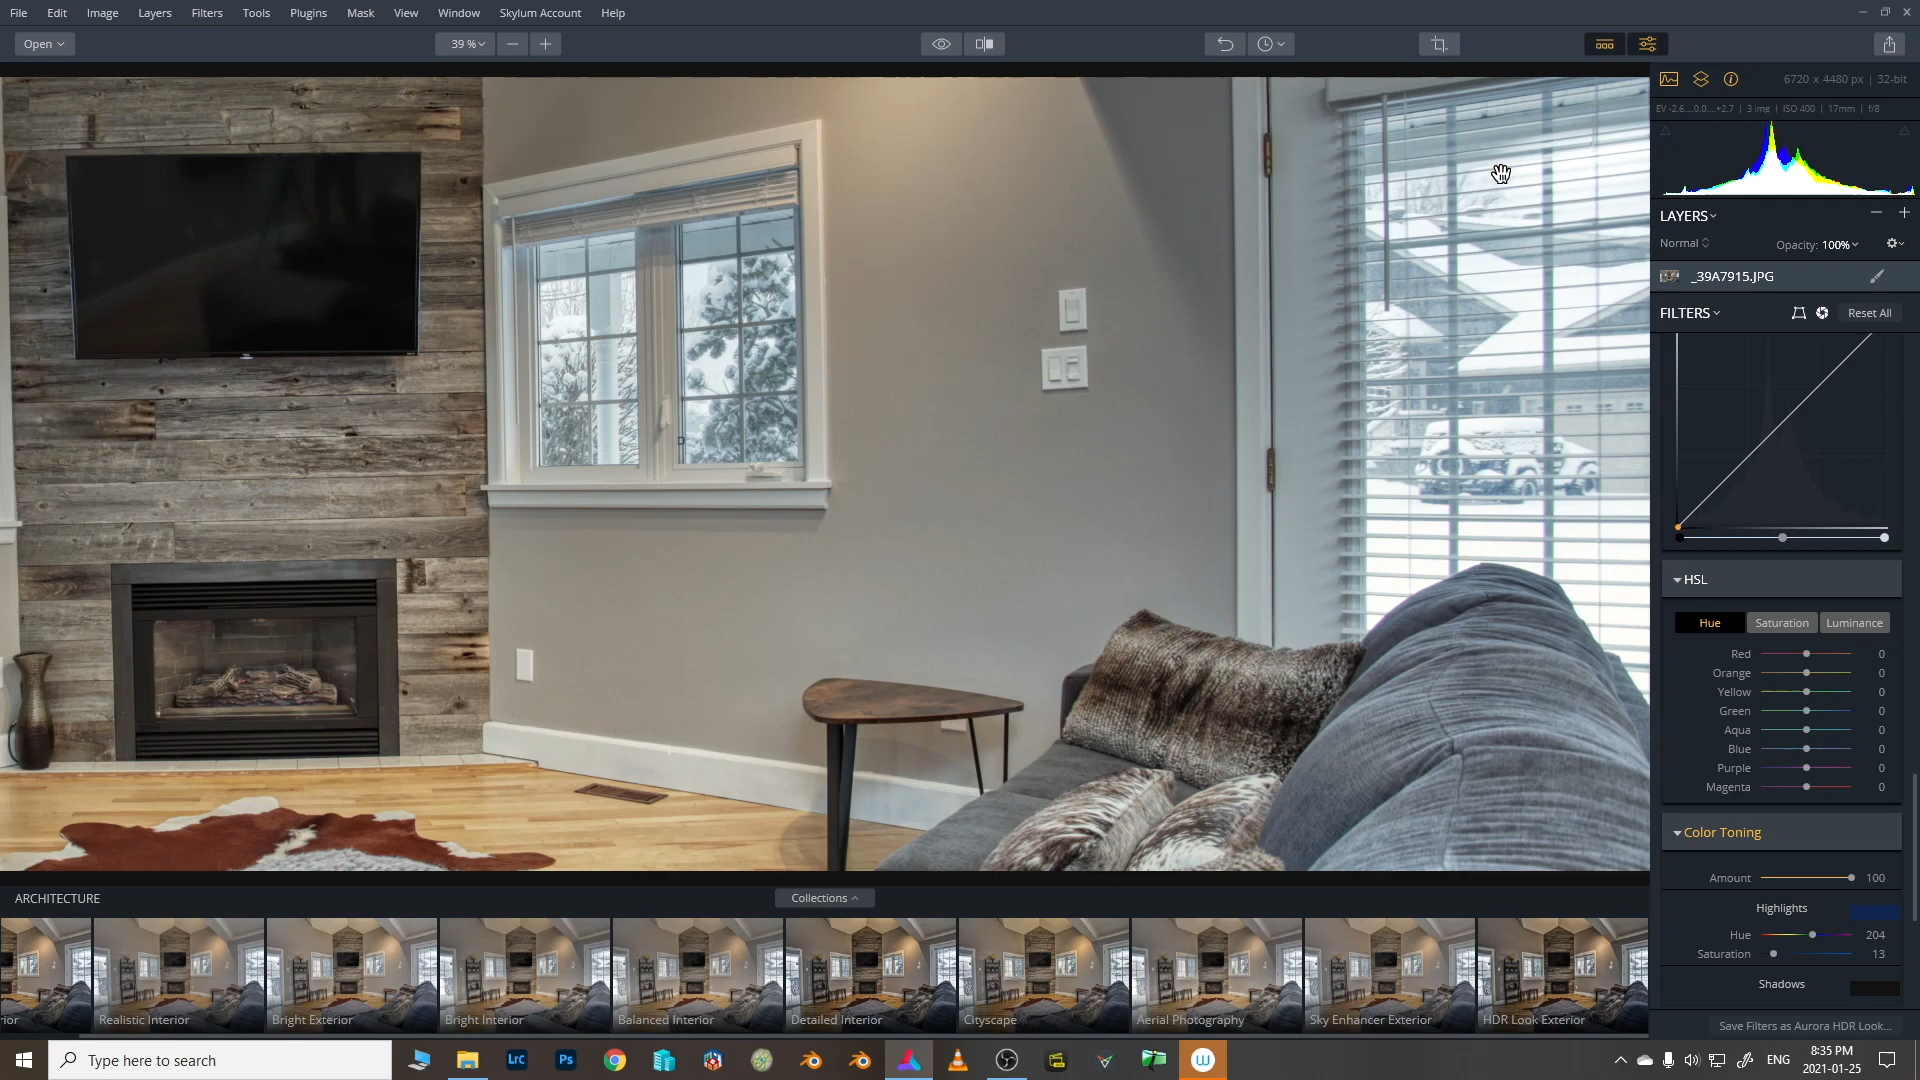 File Edit Image Layers Filters Tools Plugins Mask View Window Skylum Account Help
Open 39 %
6720 x 4480 px | 32-bit
EV -2.6....0.0....+2.7 | 3 img | ISO 400 | 17mm | f/8
LAYERS
Normal Opacity: 100%
_39A7915.JPG
FILTERS Reset All
HSL
Hue Saturation Luminance
Red 0
Orange 0
Yellow 0
Green 0
Aqua 0
Blue 0
Purple 0
Magenta 0
Color Toning
Amount 100
Highlights
Hue 204
Saturation 13
Shadows
Save Filters as Aurora HDR Look...
ARCHITECTURE Collections
rior Realistic Interior Bright Exterior Bright Interior Balanced Interior Detailed Interior Cityscape Aerial Photography Sky Enhancer Exterior HDR Look Exterior
Type here to search LrC Ps W ENG 8:35 PM
2021-01-25